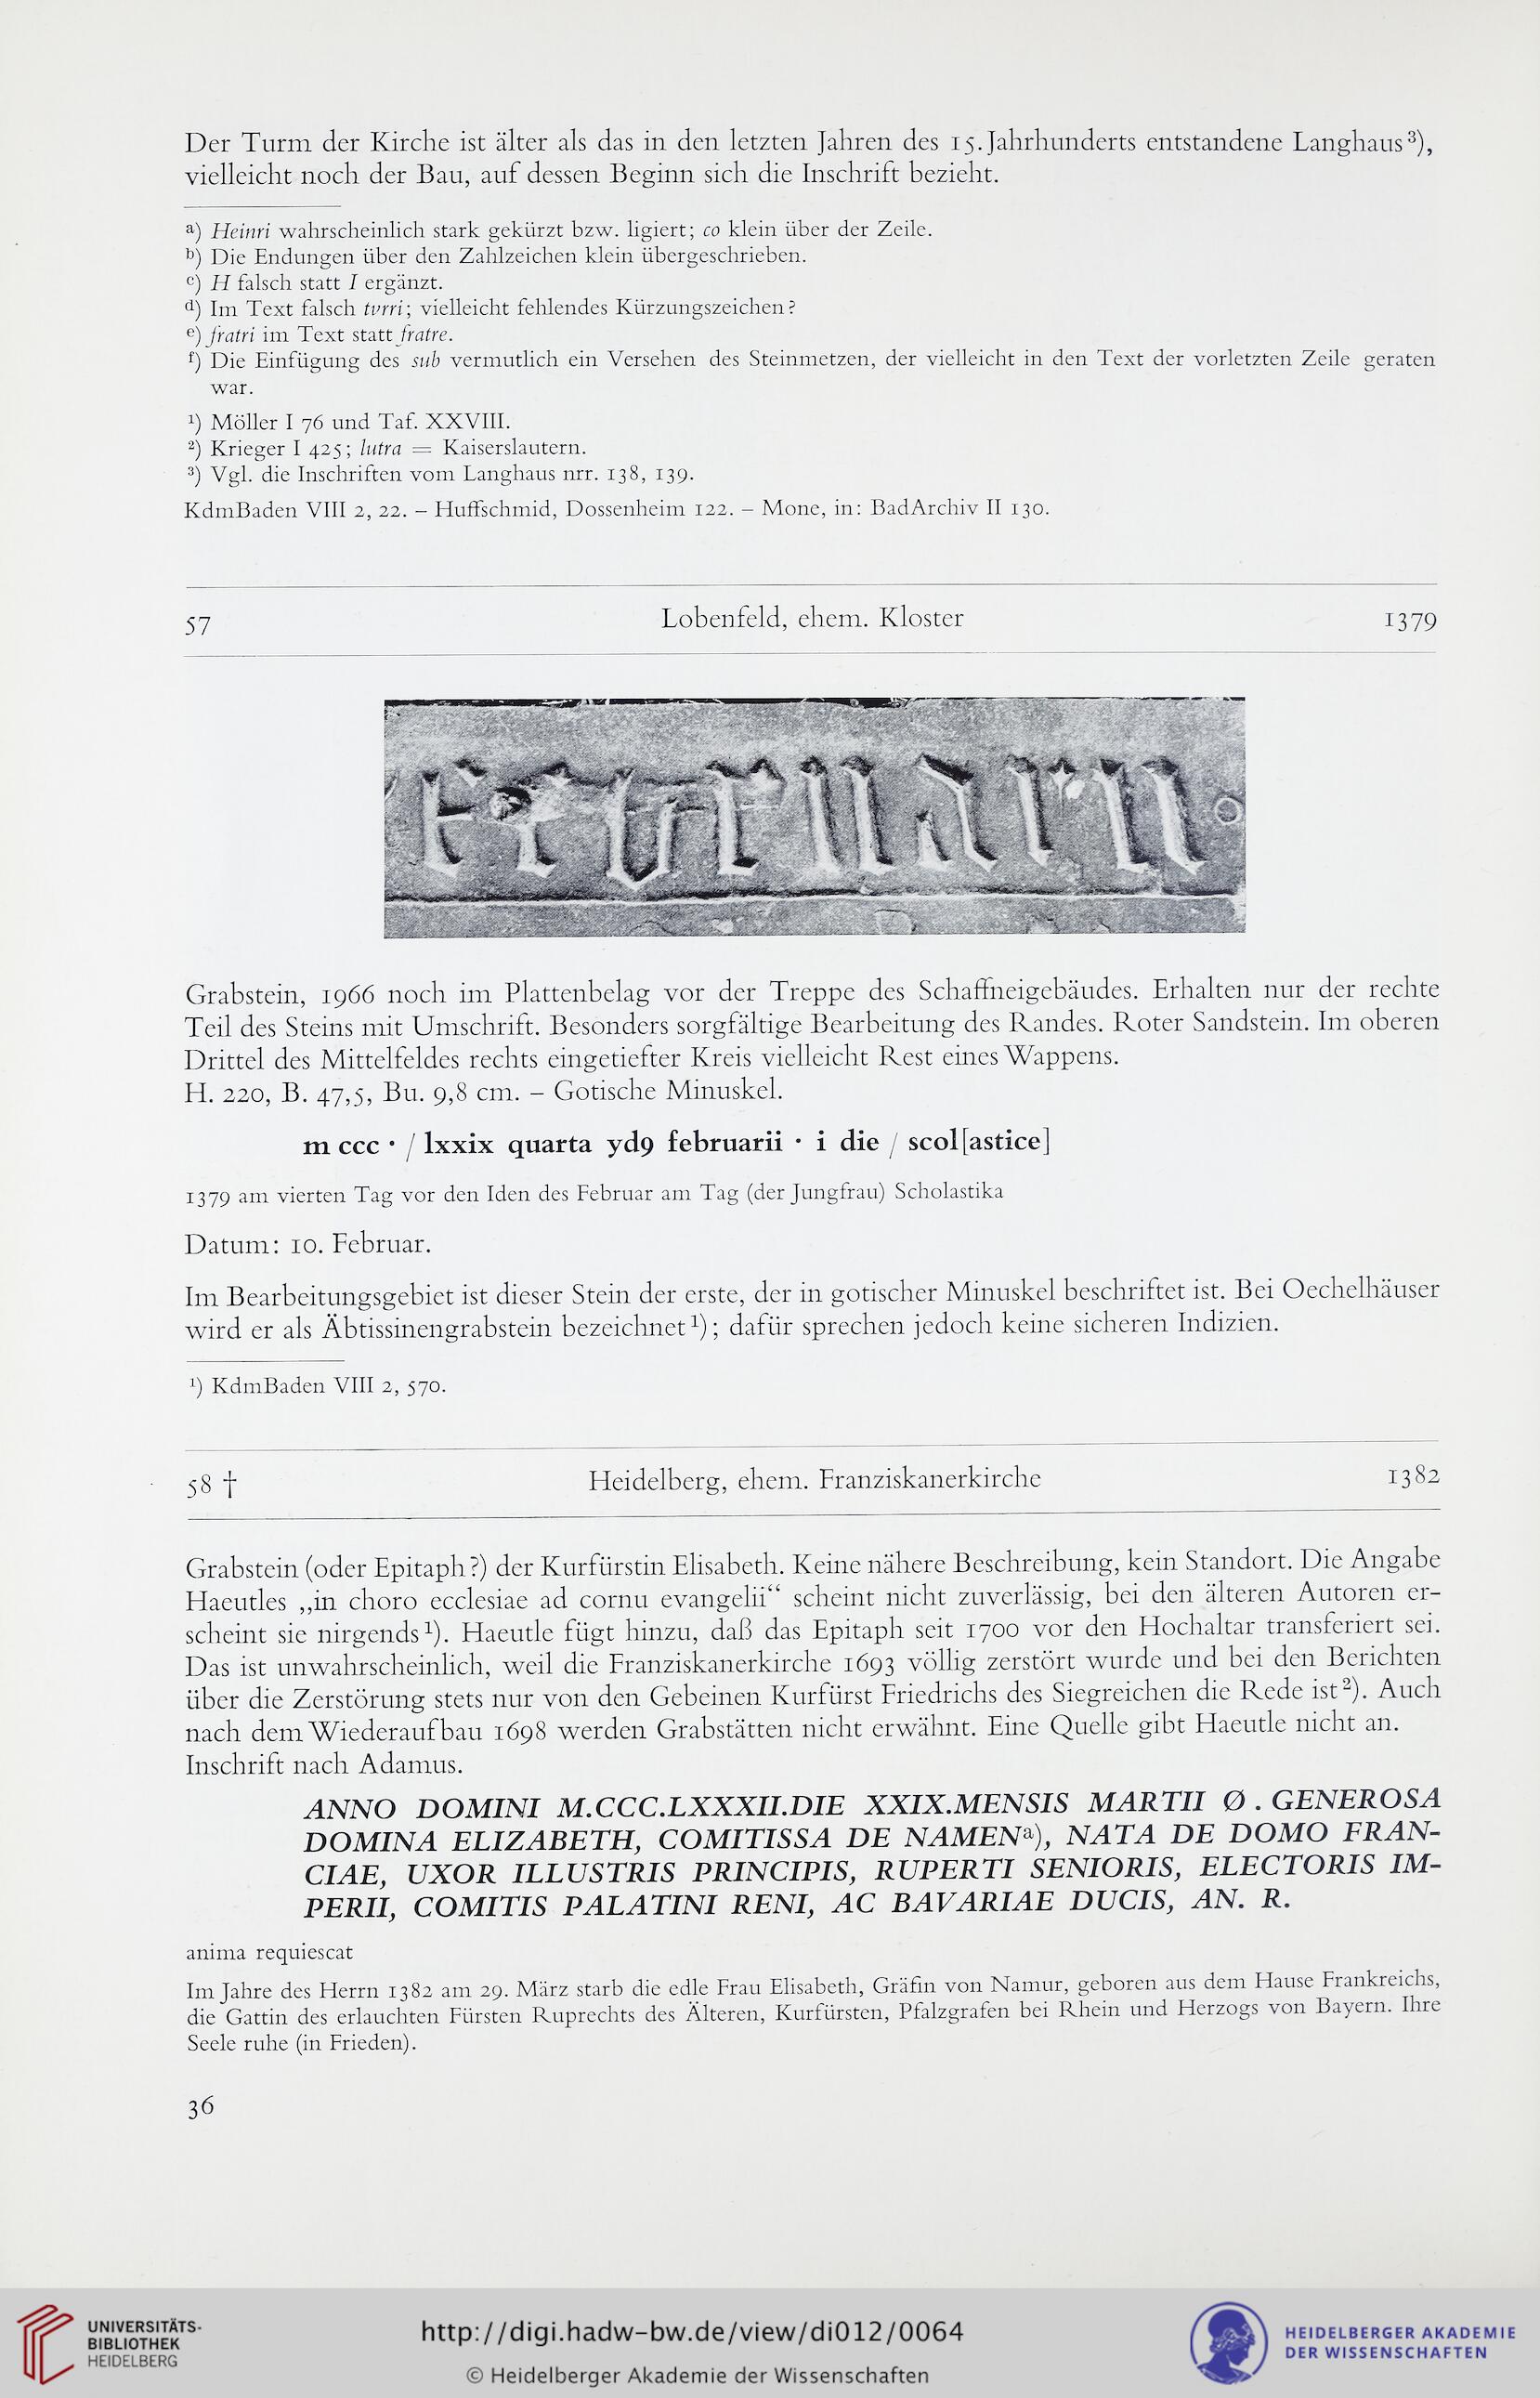 Der Turm der Kirche ist älter als das in den letzten Jahren des 15. Jahrhunderts entstandene Langhaus³),
vielleicht noch der Bau, auf dessen Beginn sich die Inschrift bezieht.
a) Heinri wahrscheinlich stark gekürzt bzw. ligiert; co klein über der Zeile.
b) Die Endungen über den Zahlzeichen klein übergeschrieben.
c) H falsch statt I ergänzt.
d) Im Text falsch tvrri; vielleicht fehlendes Kürzungszeichen?
e) fratri im Text statt fratre.
f) Die Einfügung des sub vermutlich ein Versehen des Steinmetzen, der vielleicht in den Text der vorletzten Zeile geraten
war.
¹) Möller I 76 und Taf. XXVIII.
²) Krieger I 425; lutra = Kaiserslautern.
³) Vgl. die Inschriften vom Langhaus nrr. 138, 139.
KdmBaden VIII 2, 22. – Huffschmid, Dossenheim 122. – Mone, in: BadArchiv II 130.
57 Lobenfeld, ehem. Kloster 1379
februarii
Grabstein, 1966 noch im Plattenbelag vor der Treppe des Schaffneigebäudes. Erhalten nur der rechte
Teil des Steins mit Umschrift. Besonders sorgfältige Bearbeitung des Randes. Roter Sandstein. Im oberen
Drittel des Mittelfeldes rechts eingetiefter Kreis vielleicht Rest eines Wappens.
H. 220, B. 47,5, Bu. 9,8 cm. – Gotische Minuskel.
m ccc · / lxxix quarta yd9 februarii · i die / scol[astice]
1379 am vierten Tag vor den Iden des Februar am Tag (der Jungfrau) Scholastika
Datum: 10. Februar.
Im Bearbeitungsgebiet ist dieser Stein der erste, der in gotischer Minuskel beschriftet ist. Bei Oechelhäuser
wird er als Äbtissinengrabstein bezeichnet¹); dafür sprechen jedoch keine sicheren Indizien.
¹) KdmBaden VIII 2, 570.
58 † Heidelberg, ehem. Franziskanerkirche 1382
Grabstein (oder Epitaph?) der Kurfürstin Elisabeth. Keine nähere Beschreibung, kein Standort. Die Angabe
Haeutles „in choro ecclesiae ad cornu evangelii“ scheint nicht zuverlässig, bei den älteren Autoren er-
scheint sie nirgends¹). Haeutle fügt hinzu, daß das Epitaph seit 1700 vor den Hochaltar transferiert sei.
Das ist unwahrscheinlich, weil die Franziskanerkirche 1693 völlig zerstört wurde und bei den Berichten
über die Zerstörung stets nur von den Gebeinen Kurfürst Friedrichs des Siegreichen die Rede ist²). Auch
nach dem Wiederaufbau 1698 werden Grabstätten nicht erwähnt. Eine Quelle gibt Haeutle nicht an.
Inschrift nach Adamus.
ANNO DOMINI M.CCC.LXXXII.DIE XXIX.MENSIS MARTII Ø . GENEROSA
DOMINA ELIZABETH, COMITISSA DE NAMENa), NATA DE DOMO FRAN-
CIAE, UXOR ILLUSTRIS PRINCIPIS, RUPERTI SENIORIS, ELECTORIS IM-
PERII, COMITIS PALATINI RENI, AC BAVARIAE DUCIS, AN. R.
anima requiescat
Im Jahre des Herrn 1382 am 29. März starb die edle Frau Elisabeth, Gräfin von Namur, geboren aus dem Hause Frankreichs,
die Gattin des erlauchten Fürsten Ruprechts des Älteren, Kurfürsten, Pfalzgrafen bei Rhein und Herzogs von Bayern. Ihre
Seele ruhe (in Frieden).
36
UNIVERSITÄTS-
BIBLIOTHEK
HEIDELBERG
http://digi.hadw-bw.de/view/di012/0064
© Heidelberger Akademie der Wissenschaften
HEIDELBERGER AKADEMIE
DER WISSENSCHAFTEN